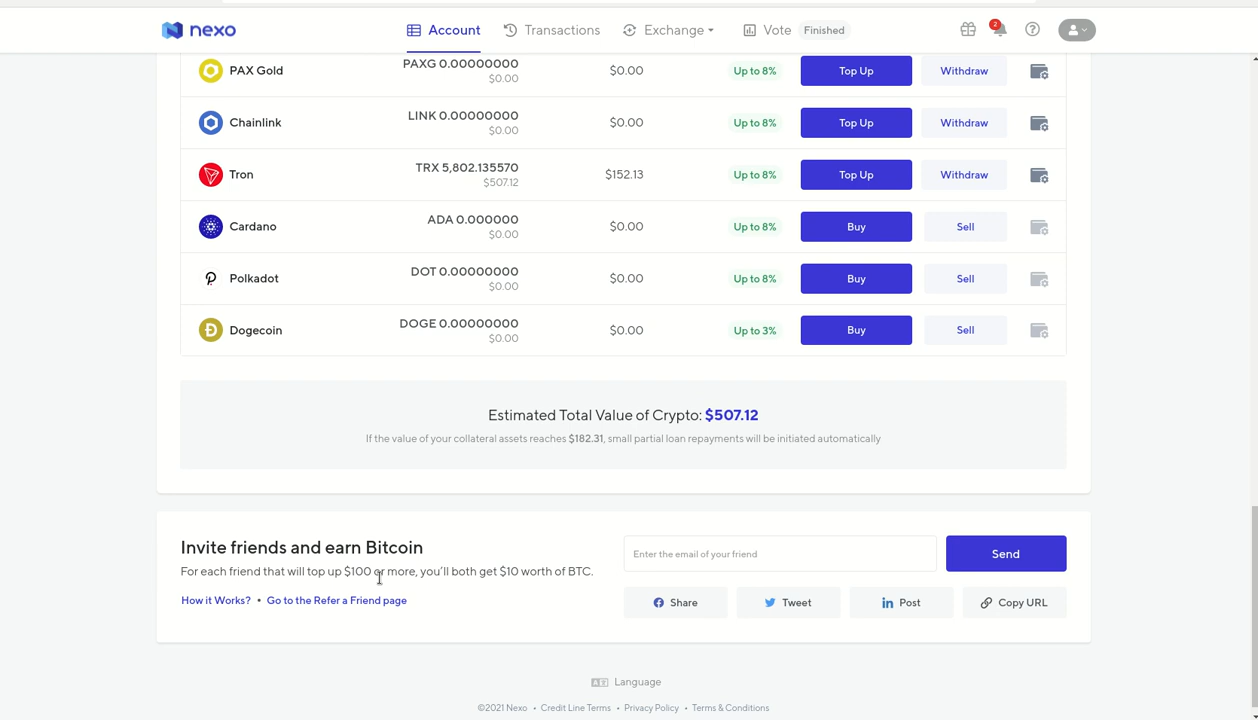 nexo
Account
Transactions
Exchange
Vote
Finished
2
PAX Gold
PAXG 0.00000000
$0.00
$0.00
Up to 8%
Top Up
Withdraw
Chainlink
LINK 0.00000000
$0.00
$0.00
Up to 8%
Top Up
Withdraw
Tron
TRX 5,802.135570
$507.12
$152.13
Up to 8%
Top Up
Withdraw
Cardano
ADA 0.000000
$0.00
$0.00
Up to 8%
Buy
Sell
Polkadot
DOT 0.00000000
$0.00
$0.00
Up to 8%
Buy
Sell
Dogecoin
DOGE 0.00000000
$0.00
$0.00
Up to 3%
Buy
Sell
Estimated Total Value of Crypto: $507.12
If the value of your collateral assets reaches $182.31, small partial loan repayments will be initiated automatically
Invite friends and earn Bitcoin
For each friend that will top up $100 or more, you'll both get $10 worth of BTC.
How it Works? • Go to the Refer a Friend page
Enter the email of your friend
Send
Share
Tweet
Post
Copy URL
Language
©2021 Nexo • Credit Line Terms • Privacy Policy • Terms & Conditions